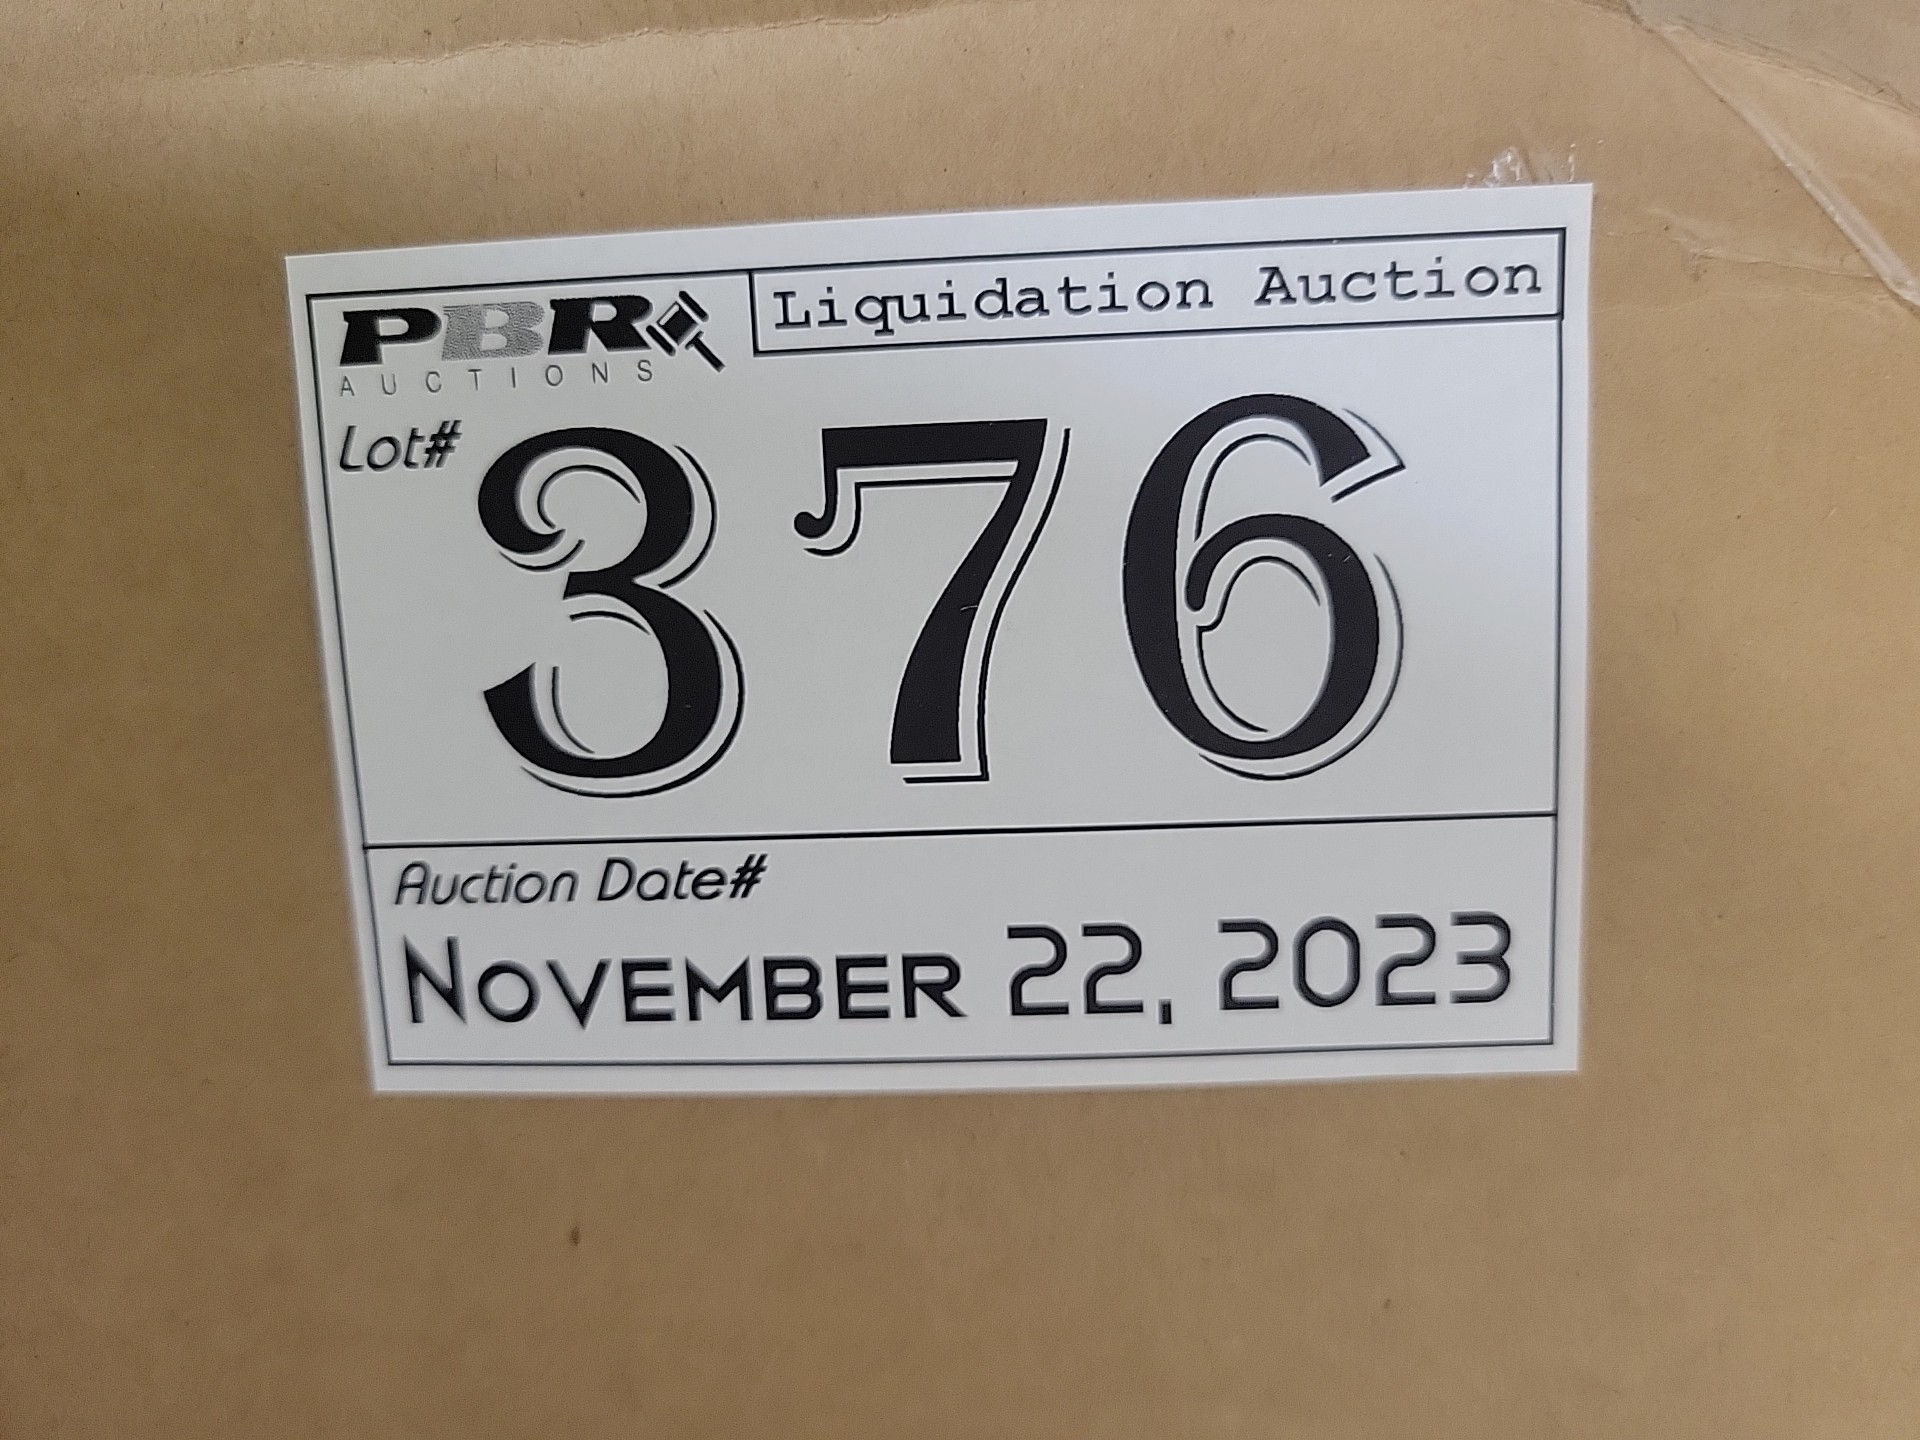 PBR
AUCTIONS
Liquidation Auction
Lot#
376
Auction Date#
NOVEMBER 22, 2023